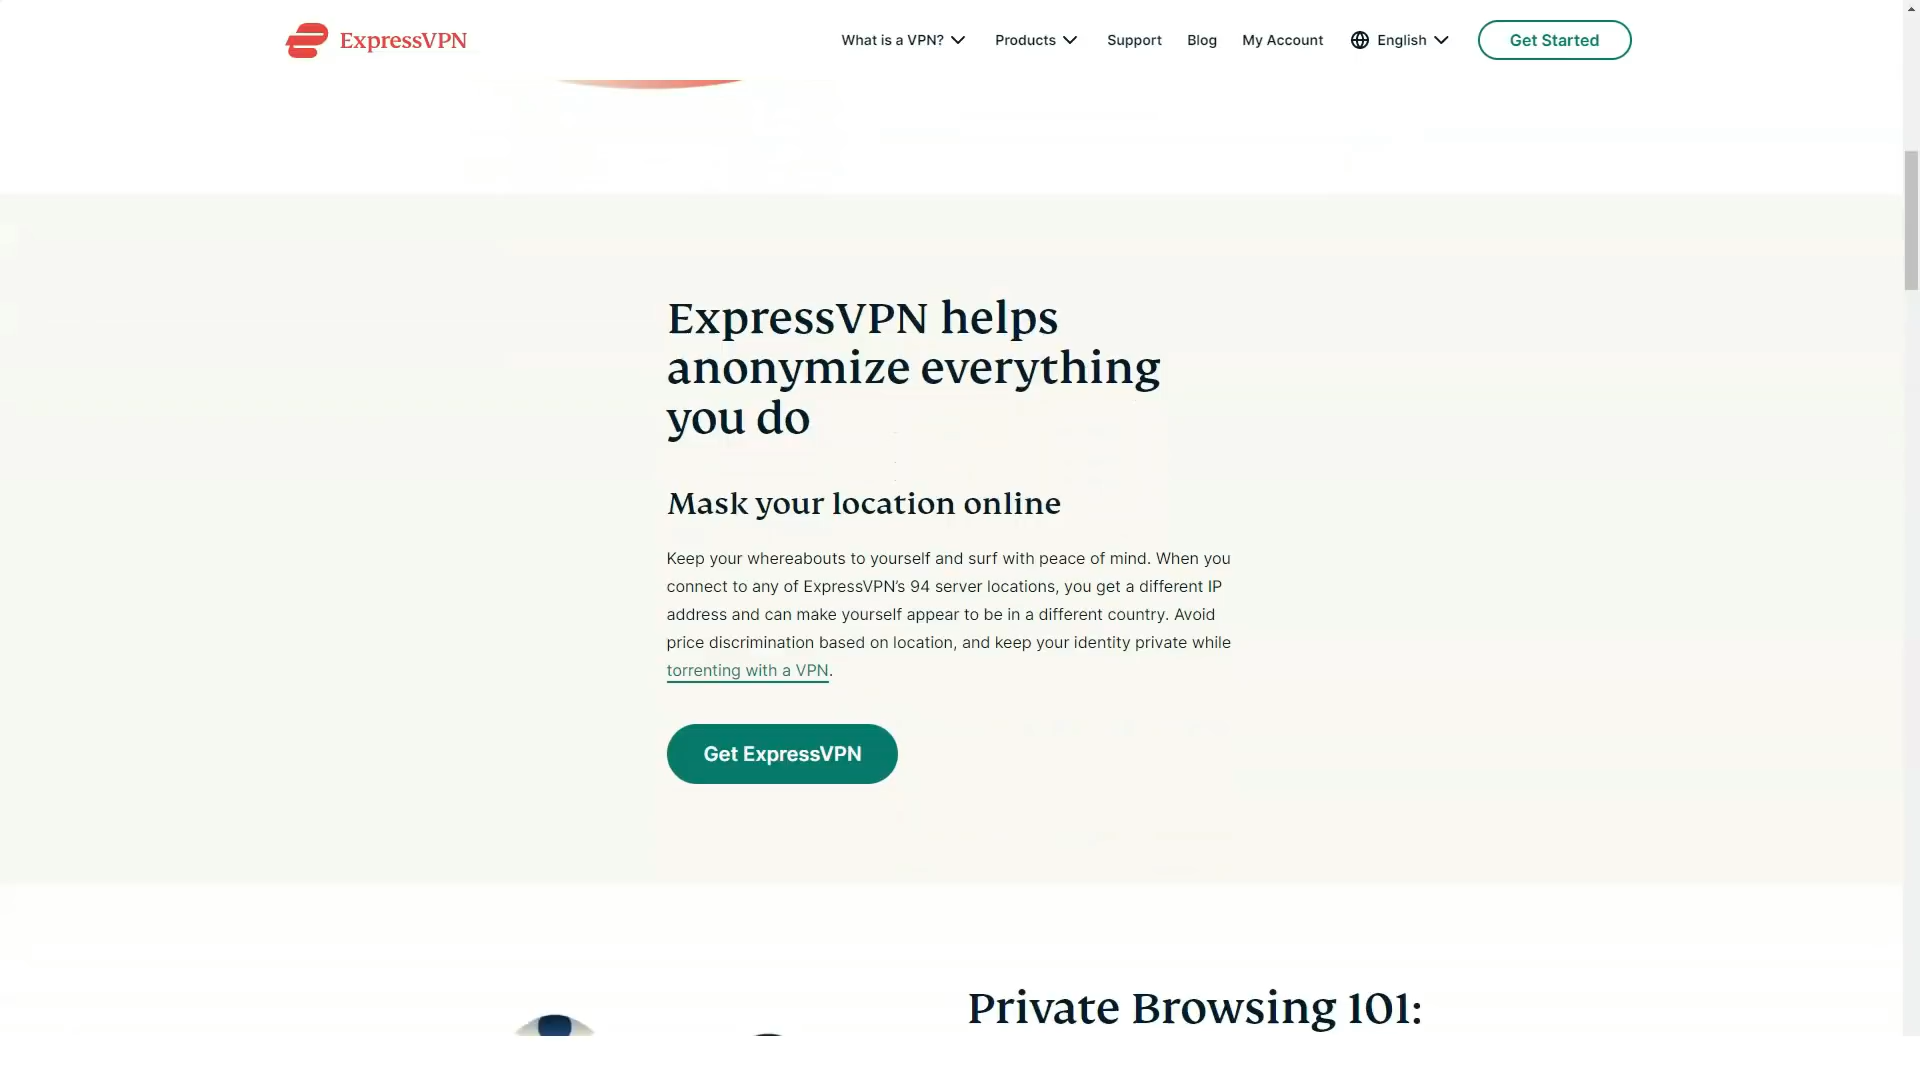 ExpressVPN
What is a VPN?
Products
Support
Blog
My Account
English
Get Started
ExpressVPN helps
anonymize everything
you do
Mask your location online
Keep your whereabouts to yourself and surf with peace of mind. When you
connect to any of ExpressVPN’s 94 server locations, you get a different IP
address and can make yourself appear to be in a different country. Avoid
price discrimination based on location, and keep your identity private while
torrenting with a VPN.
Get ExpressVPN
Private Browsing 101: